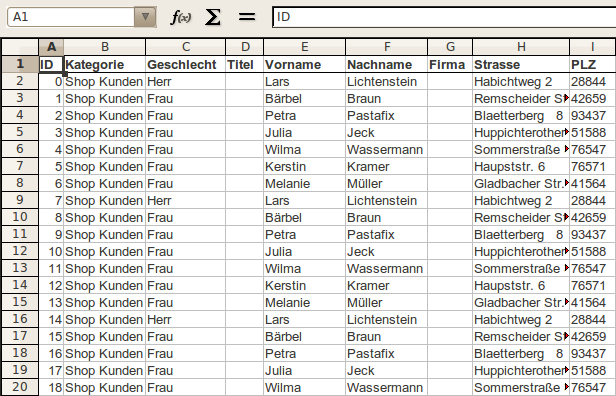 A1 f(x) Σ = ID
A B C D E F G H I
1 ID Kategorie Geschlecht Titel Vorname Nachname Firma Strasse PLZ
2 0 Shop Kunden Herr Lars Lichtenstein Habichtweg 2 28844
3 1 Shop Kunden Frau Bärbel Braun Remscheider S 42659
4 2 Shop Kunden Frau Petra Pastafix Blaetterberg 8 93437
5 3 Shop Kunden Frau Julia Jeck Huppichterother 51588
6 4 Shop Kunden Frau Wilma Wassermann Sommerstraße 76547
7 5 Shop Kunden Frau Kerstin Kramer Haupststr. 6 76571
8 6 Shop Kunden Frau Melanie Müller Gladbacher Str. 41564
9 7 Shop Kunden Herr Lars Lichtenstein Habichtweg 2 28844
10 8 Shop Kunden Frau Bärbel Braun Remscheider S 42659
11 9 Shop Kunden Frau Petra Pastafix Blaetterberg 8 93437
12 10 Shop Kunden Frau Julia Jeck Huppichterother 51588
13 11 Shop Kunden Frau Wilma Wassermann Sommerstraße 76547
14 12 Shop Kunden Frau Kerstin Kramer Haupststr. 6 76571
15 13 Shop Kunden Frau Melanie Müller Gladbacher Str. 41564
16 14 Shop Kunden Herr Lars Lichtenstein Habichtweg 2 28844
17 15 Shop Kunden Frau Bärbel Braun Remscheider S 42659
18 16 Shop Kunden Frau Petra Pastafix Blaetterberg 8 93437
19 17 Shop Kunden Frau Julia Jeck Huppichterother 51588
20 18 Shop Kunden Frau Wilma Wassermann Sommerstraße 76547